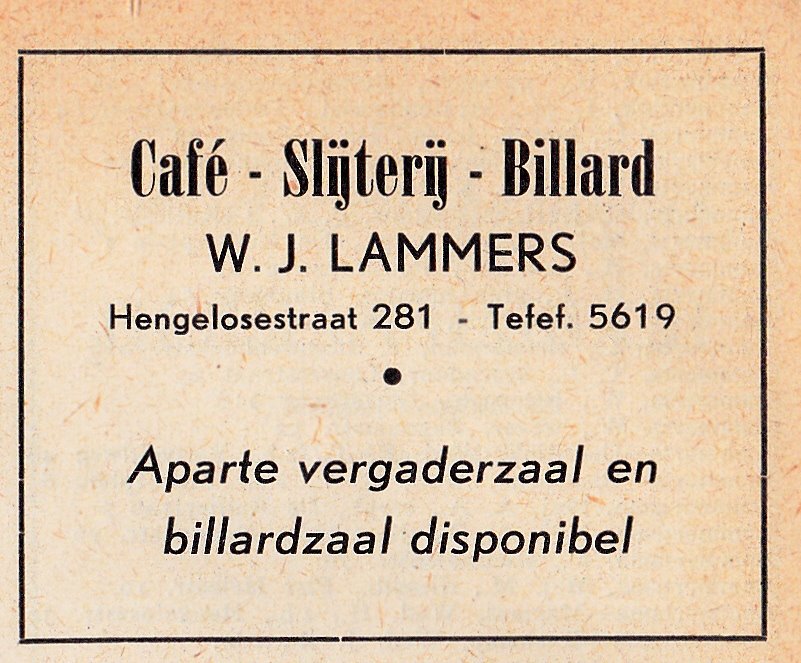 Café - Slijterij - Billard
W. J. LAMMERS
Hengelosestraat 281 - Tefef. 5619
•
Aparte vergaderzaal en
billardzaal disponibel